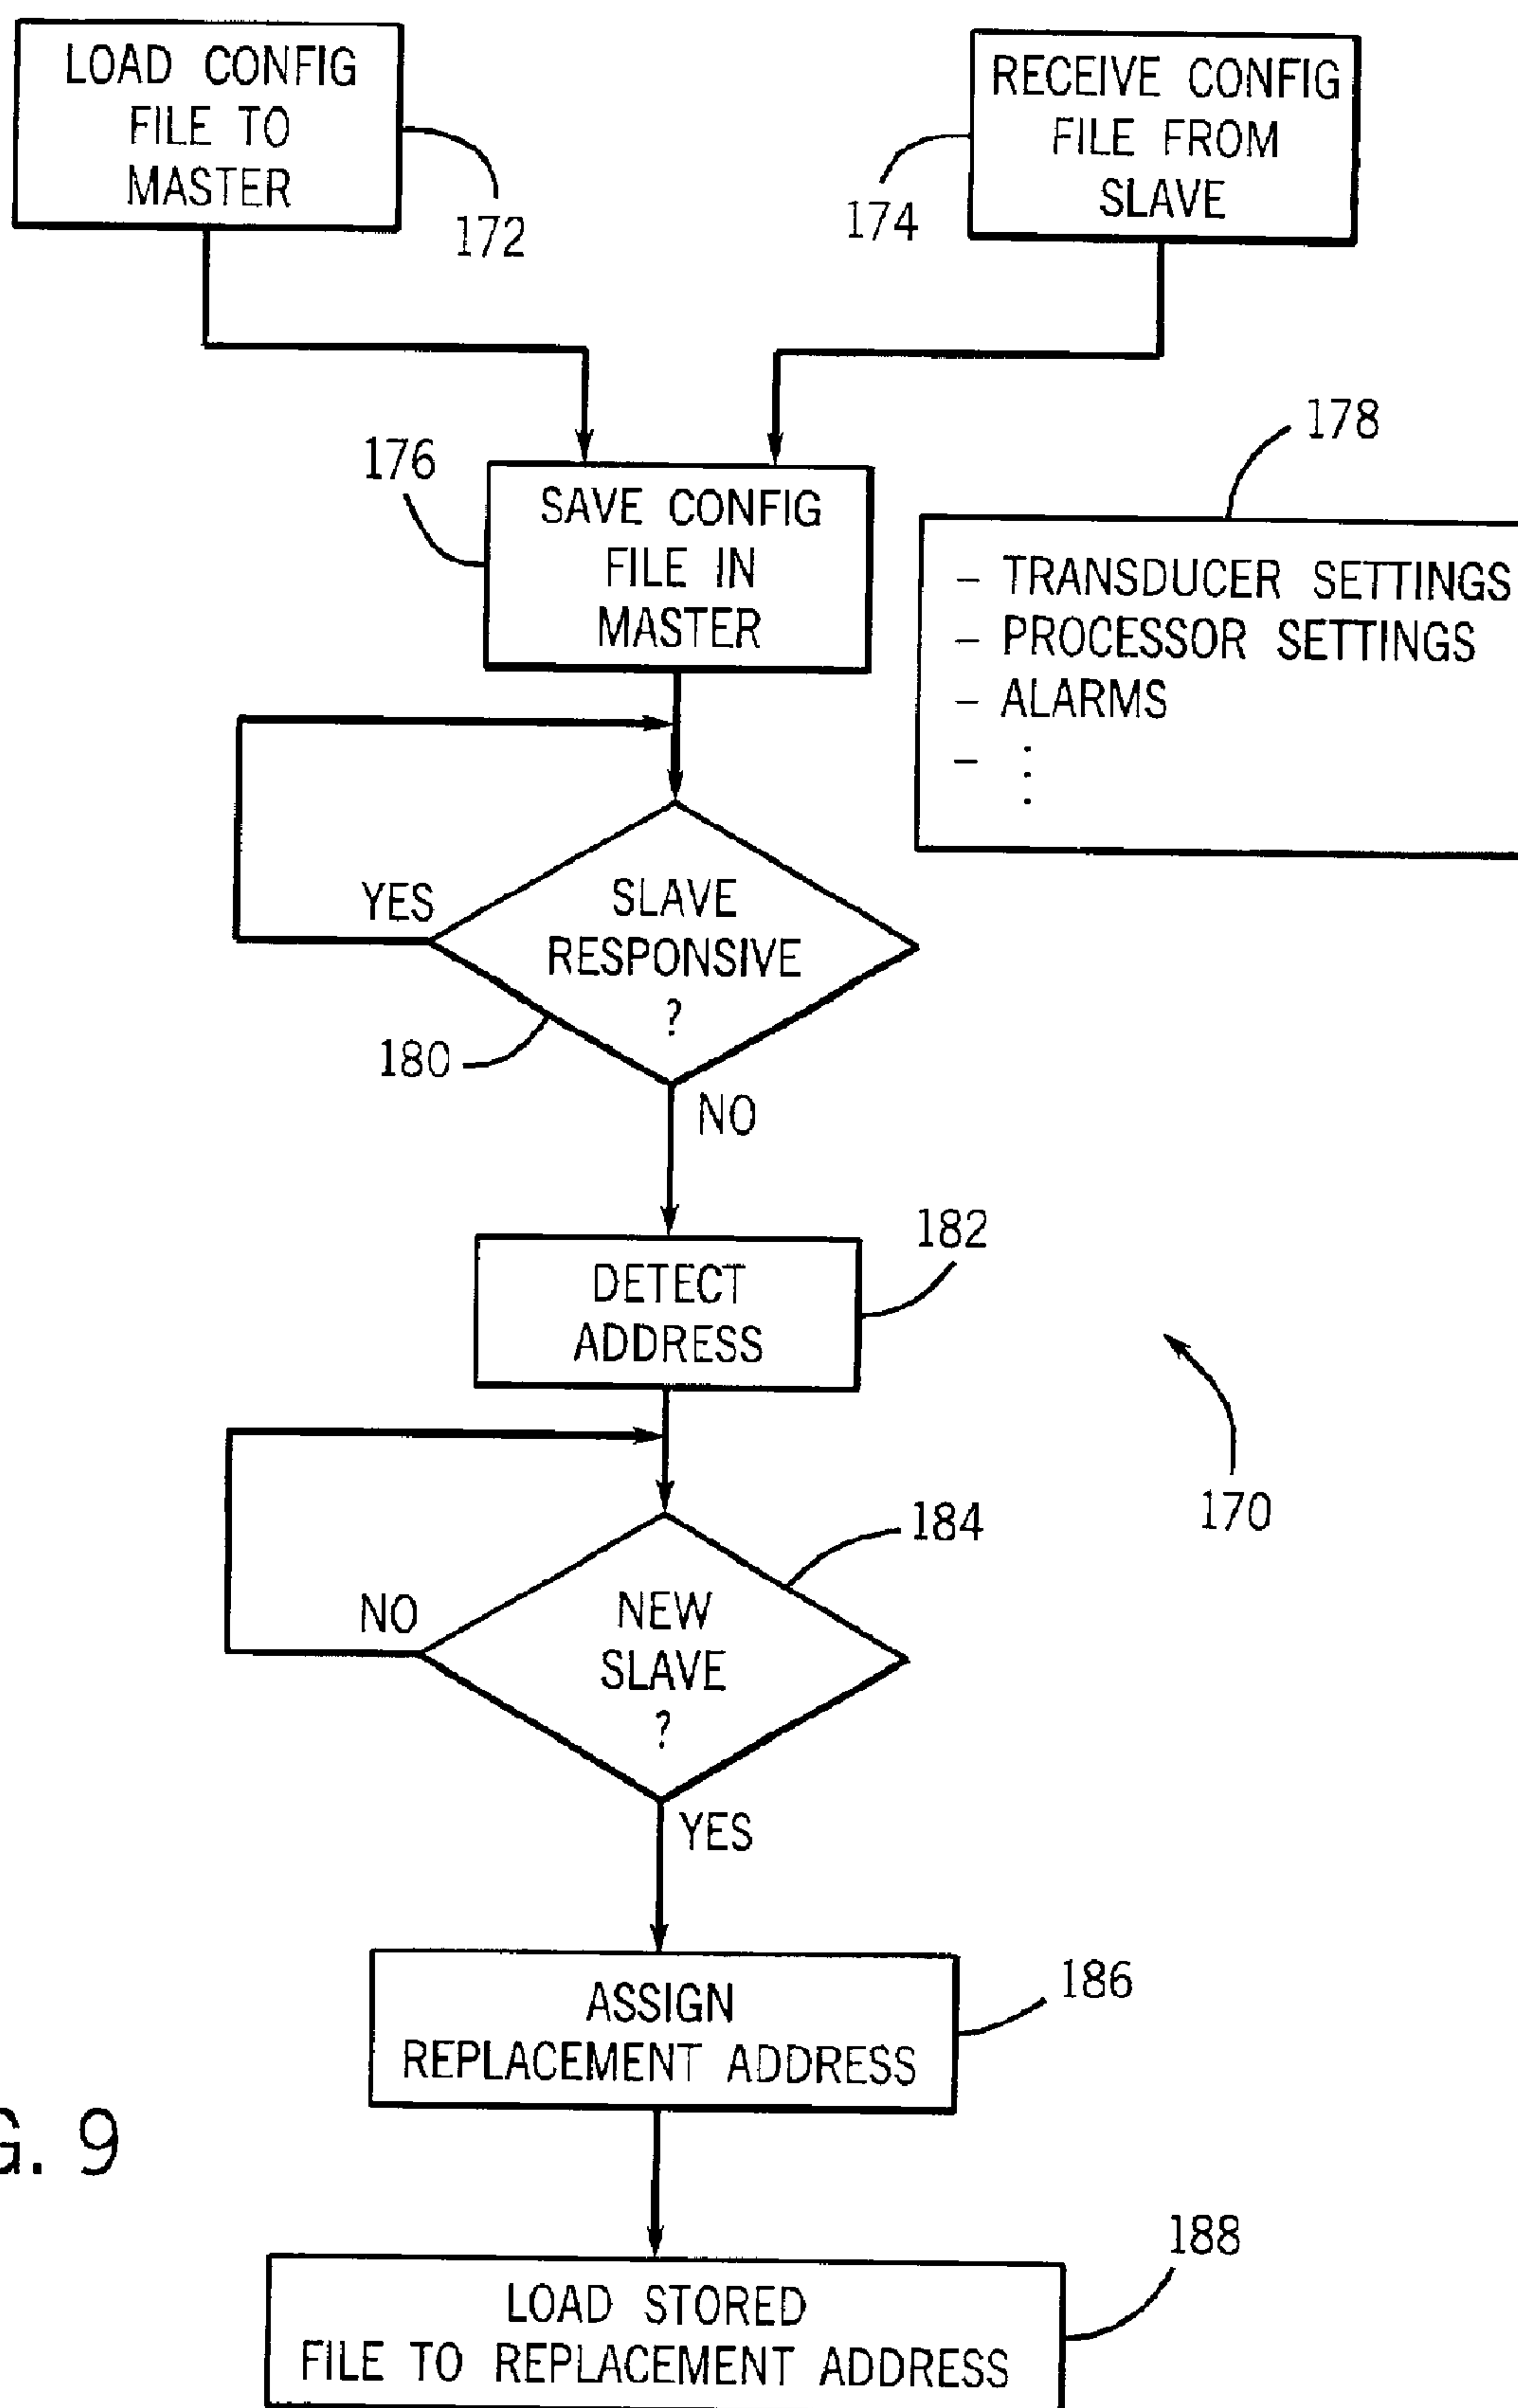 LOAD CONFIG
FILE TO
MASTER
172
RECEIVE CONFIG
FILE FROM
SLAVE
174
176
SAVE CONFIG
FILE IN
MASTER
178
- TRANSDUCER SETTINGS
- PROCESSOR SETTINGS
- ALARMS
- ⋮
YES
SLAVE
RESPONSIVE
?
180
NO
182
DETECT
ADDRESS
170
184
NO
NEW
SLAVE
?
YES
186
ASSIGN
REPLACEMENT ADDRESS
G. 9
188
LOAD STORED
FILE TO REPLACEMENT ADDRESS